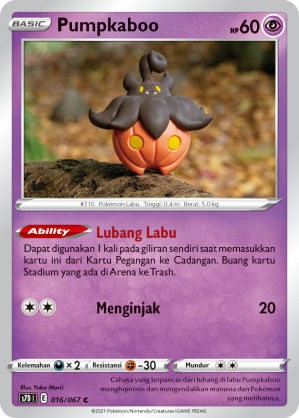 BASIC Pumpkaboo HP 60
#710 Pokémon Labu Tinggi: 0.4 m Berat: 5.0 kg
Ability Lubang Labu
Dapat digunakan 1 kali pada giliran sendiri saat memasukkan
kartu ini dari Kartu Pegangan ke Cadangan. Buang kartu
Stadium yang ada di Arena ke Trash.
Menginjak 20
Kelemahan ×2 Resistansi -30 Mundur
Illus. Yuka Morii
Cahaya yang terpancar dari lubang di labu Pumpkaboo
menghipnosis dan mengendalikan manusia dan Pokémon
yang melihatnya.
S7D I E 016/067 C
©2021 Pokémon/Nintendo/Creatures/GAME FREAK